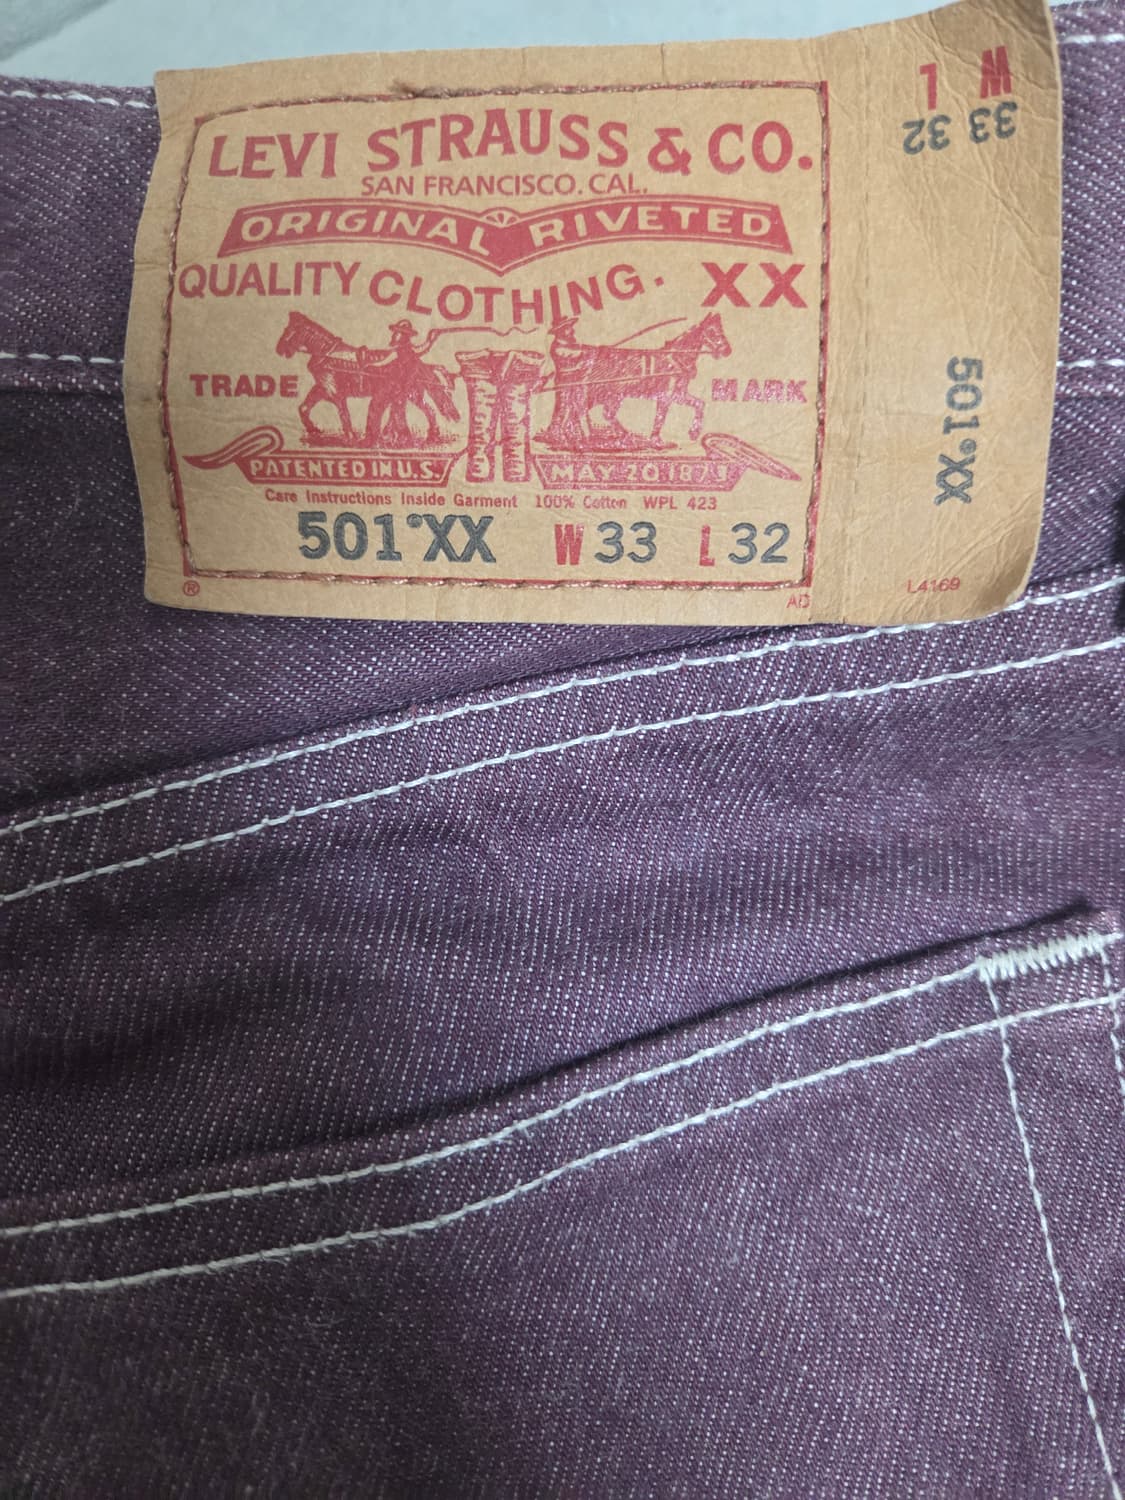 LEVI STRAUSS & CO.
SAN FRANCISCO. CAL.
ORIGINAL RIVETED
QUALITY CLOTHING. XX
TRADE MARK
PATENTED IN U.S. MAY 20 1873
Care Instructions Inside Garment 100% Cotton WPL 423
501®XX W 33 L 32
®
AD
W L
33 32
501®XX
L4169